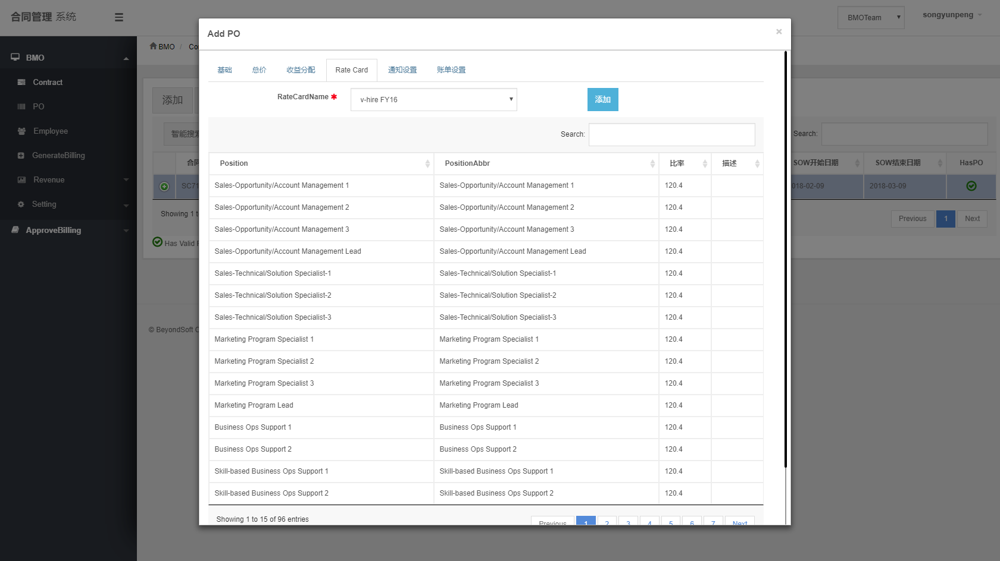 合同管理 系统
BMOTeam
songyunpeng
BMO
Contract
PO
Employee
GenerateBilling
Revenue
Setting
ApproveBilling
BMO /
添加
智能搜索
合同
SC71
Showing 1 t
Has Valid
© BeyondSoft C
Add PO
×
基础 总价 收益分配 Rate Card 通知设置 账单设置
RateCardName ✱ v-hire FY16 添加
Search:
Position PositionAbbr 比率 描述
Sales-Opportunity/Account Management 1 Sales-Opportunity/Account Management 1 120.4
Sales-Opportunity/Account Management 2 Sales-Opportunity/Account Management 2 120.4
Sales-Opportunity/Account Management 3 Sales-Opportunity/Account Management 3 120.4
Sales-Opportunity/Account Management Lead Sales-Opportunity/Account Management Lead 120.4
Sales-Technical/Solution Specialist-1 Sales-Technical/Solution Specialist-1 120.4
Sales-Technical/Solution Specialist-2 Sales-Technical/Solution Specialist-2 120.4
Sales-Technical/Solution Specialist-3 Sales-Technical/Solution Specialist-3 120.4
Marketing Program Specialist 1 Marketing Program Specialist 1 120.4
Marketing Program Specialist 2 Marketing Program Specialist 2 120.4
Marketing Program Specialist 3 Marketing Program Specialist 3 120.4
Marketing Program Lead Marketing Program Lead 120.4
Business Ops Support 1 Business Ops Support 1 120.4
Business Ops Support 2 Business Ops Support 2 120.4
Skill-based Business Ops Support 1 Skill-based Business Ops Support 1 120.4
Skill-based Business Ops Support 2 Skill-based Business Ops Support 2 120.4
Showing 1 to 15 of 96 entries
Previous 1 2 3 4 5 6 7 Next
Search:
SOW开始日期 SOW结束日期 HasPO
018-02-09 2018-03-09
Previous 1 Next